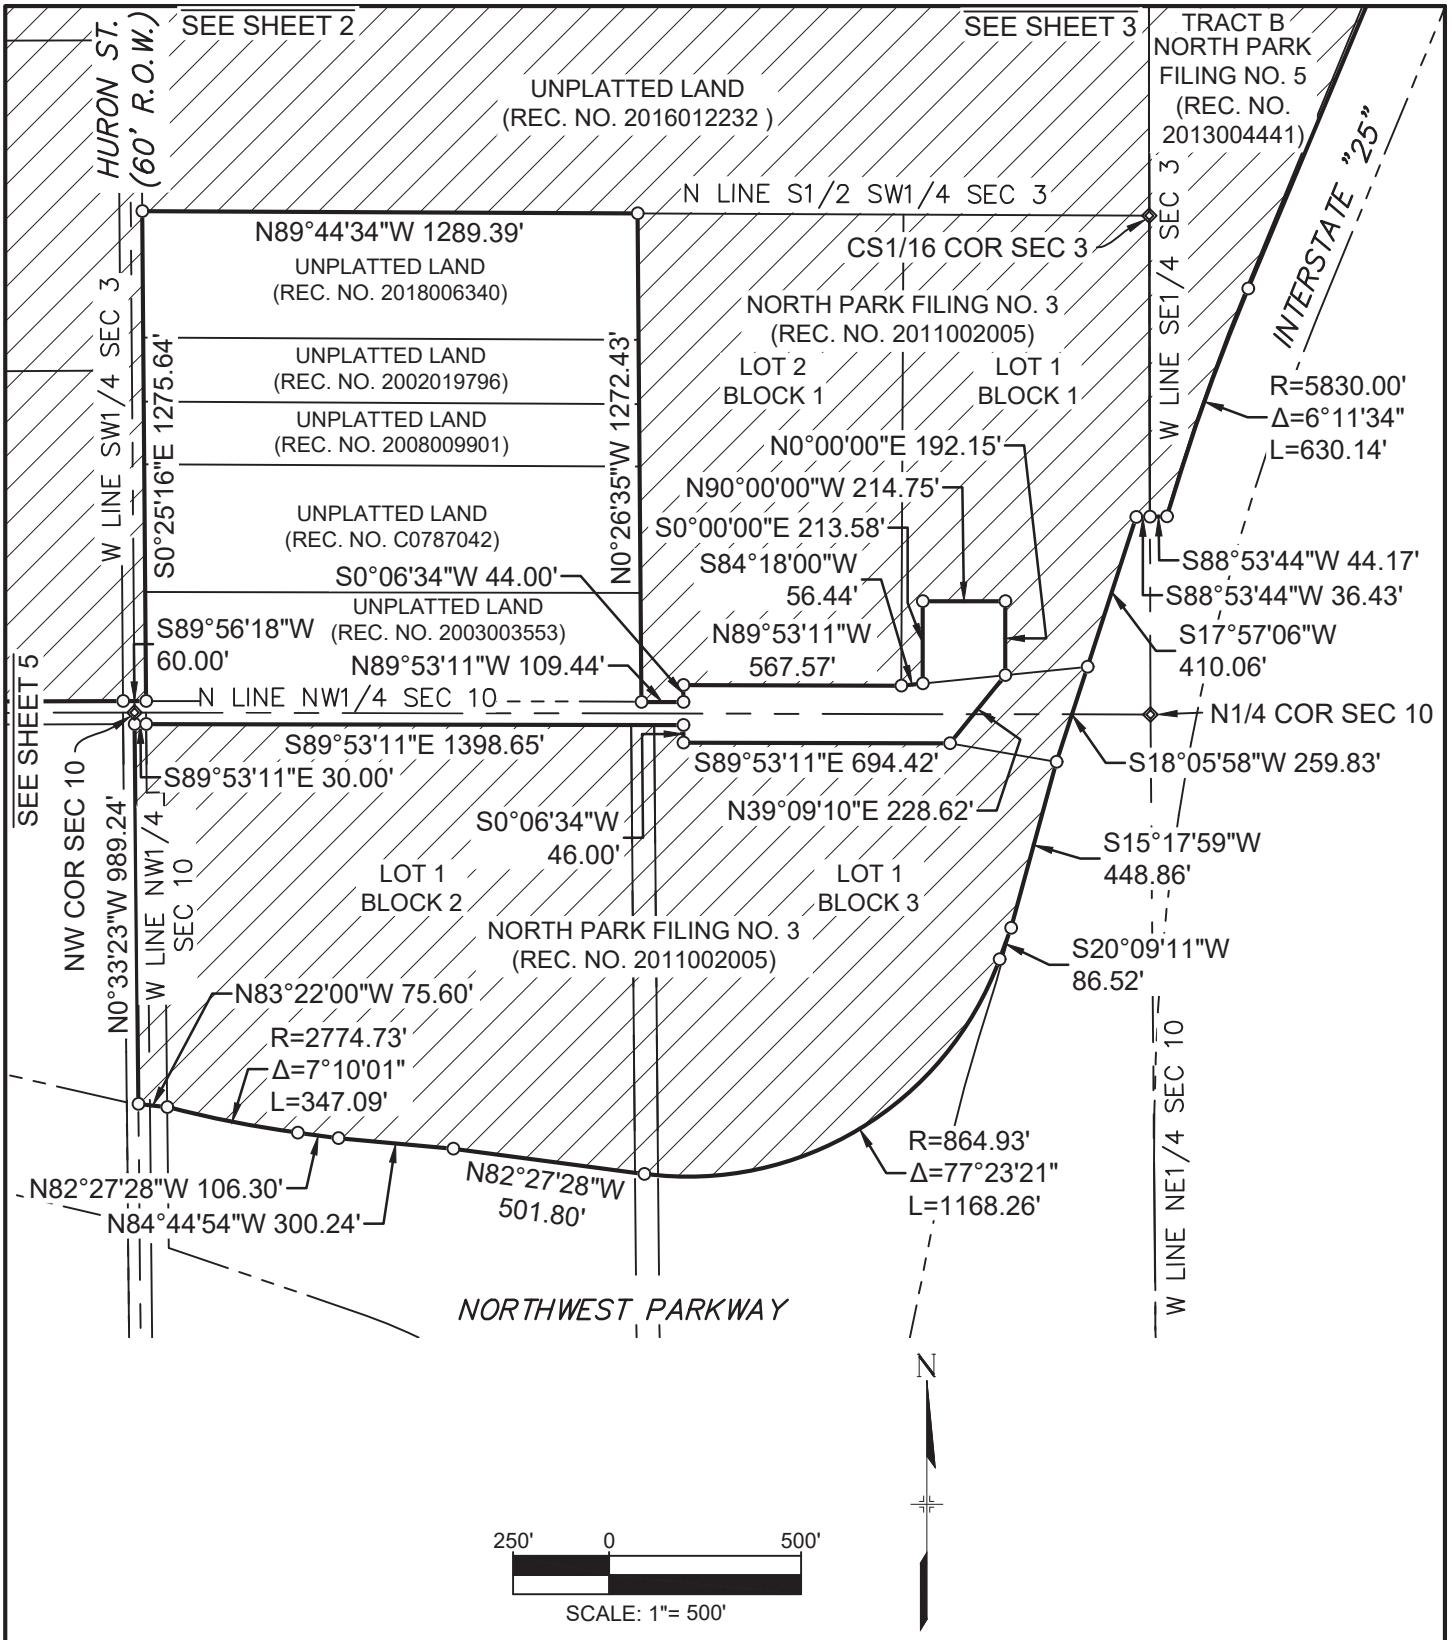 SEE SHEET 2
SEE SHEET 3
HURON ST.
(60' R.O.W.)
TRACT B
NORTH PARK
FILING NO. 5
(REC. NO.
2013004441)
UNPLATTED LAND
(REC. NO. 2016012232 )
INTERSTATE "25"
N LINE S1/2 SW1/4 SEC 3
CS1/16 COR SEC 3
W LINE SE1/4 SEC 3
N89°44'34"W 1289.39'
UNPLATTED LAND
(REC. NO. 2018006340)
NORTH PARK FILING NO. 3
(REC. NO. 2011002005)
W LINE SW1/4 SEC 3
S0°25'16"E 1275.64'
UNPLATTED LAND
(REC. NO. 2002019796)
N0°26'35"W 1272.43'
LOT 2
BLOCK 1
LOT 1
BLOCK 1
R=5830.00'
Δ=6°11'34"
L=630.14'
UNPLATTED LAND
(REC. NO. 2008009901)
N0°00'00"E 192.15'
N90°00'00"W 214.75'
UNPLATTED LAND
(REC. NO. C0787042)
S0°00'00"E 213.58'
S84°18'00"W
56.44'
S88°53'44"W 44.17'
S88°53'44"W 36.43'
S0°06'34"W 44.00'
UNPLATTED LAND
(REC. NO. 2003003553)
S89°56'18"W
60.00'
N89°53'11"W
567.57'
S17°57'06"W
410.06'
N89°53'11"W 109.44'
SEE SHEET 5
N LINE NW1/4 SEC 10
N1/4 COR SEC 10
S89°53'11"E 1398.65'
S89°53'11"E 30.00'
S89°53'11"E 694.42'
S18°05'58"W 259.83'
NW COR SEC 10
N0°33'23"W 989.24'
W LINE NW1/4
SEC 10
N39°09'10"E 228.62'
S0°06'34"W
46.00'
S15°17'59"W
448.86'
LOT 1
BLOCK 2
LOT 1
BLOCK 3
NORTH PARK FILING NO. 3
(REC. NO. 2011002005)
S20°09'11"W
86.52'
N83°22'00"W 75.60'
R=2774.73'
Δ=7°10'01"
L=347.09'
W LINE NE1/4 SEC 10
R=864.93'
Δ=77°23'21"
L=1168.26'
N82°27'28"W 106.30'
N84°44'54"W 300.24'
N82°27'28"W
501.80'
NORTHWEST PARKWAY
N
250' 0 500'
SCALE: 1"= 500'